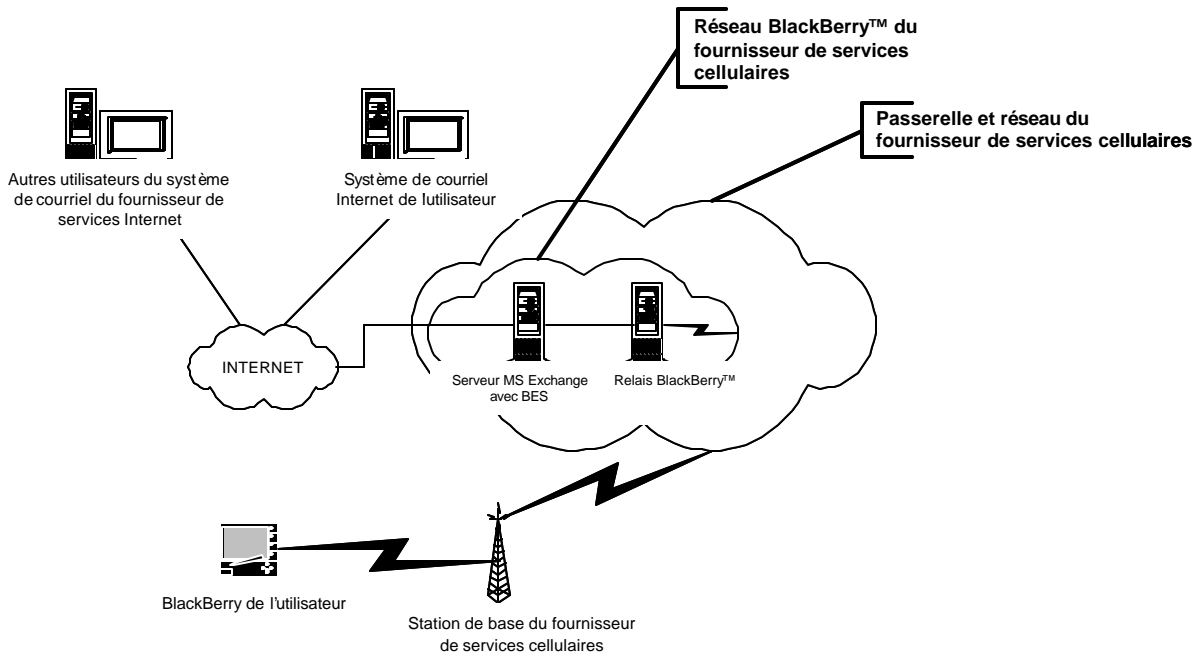 Réseau BlackBerry™ du
fournisseur de services
cellulaires
Passerelle et réseau du
fournisseur de services cellulaires
Autres utilisateurs du système
de courriel du fournisseur de
services Internet
Système de courriel
Internet de lutilisateur
INTERNET
Serveur MS Exchange
avec BES
Relais BlackBerry™
BlackBerry de l'utilisateur
Station de base du fournisseur
de services cellulaires